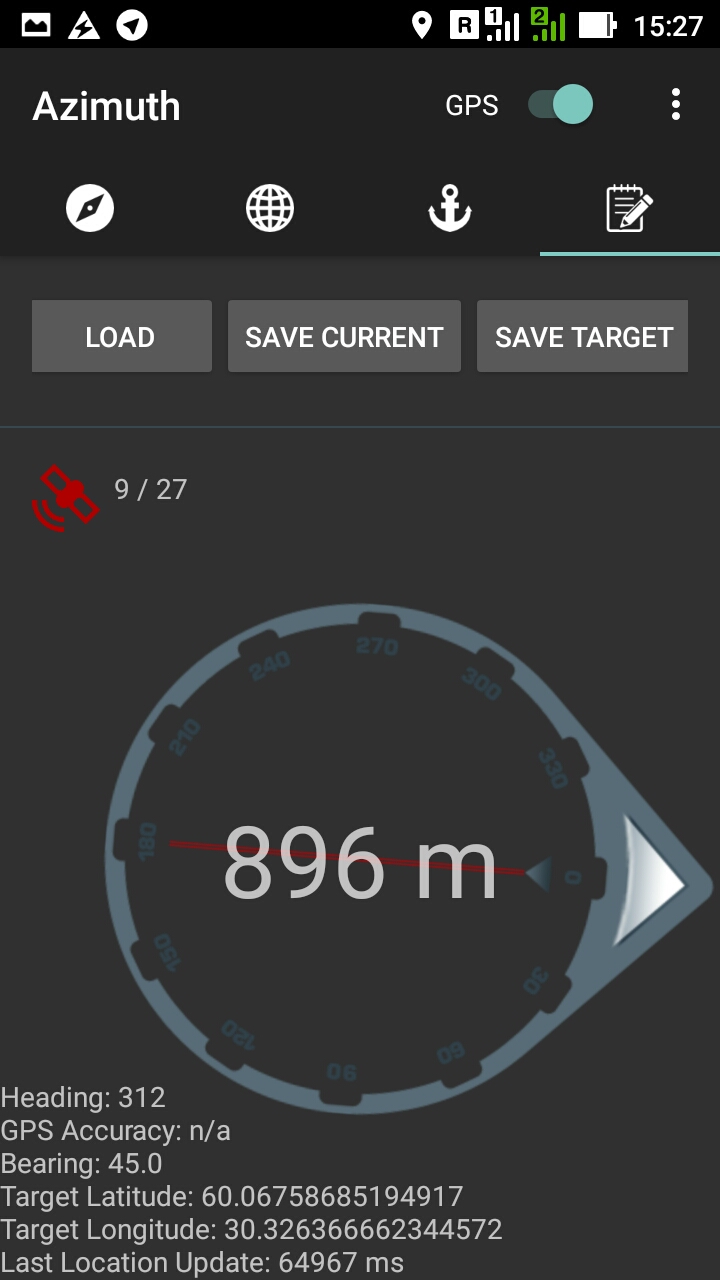 R 1 2 15:27
Azimuth GPS
LOAD SAVE CURRENT SAVE TARGET
9 / 27
270
240 300
210 330
180 896 m 0
150 30
120 60
90
Heading: 312
GPS Accuracy: n/a
Bearing: 45.0
Target Latitude: 60.06758685194917
Target Longitude: 30.326366662344572
Last Location Update: 64967 ms